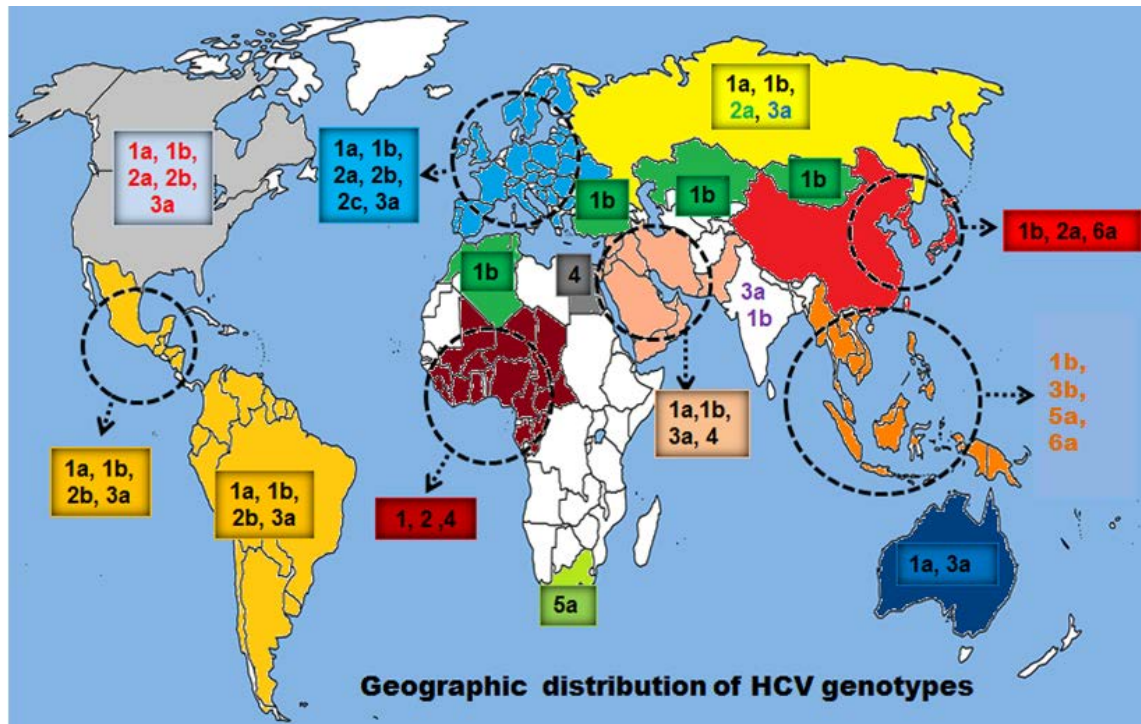 1a, 1b,
2a, 2b,
3a
1a, 1b,
2a, 2b,
2c, 3a
1a, 1b,
2a, 3a
1b
1b
1b
1b
4
3a
1b
1b, 2a, 6a
1b,
3b,
5a,
6a
1a,1b,
3a, 4
1a, 1b,
2b, 3a
1a, 1b,
2b, 3a
1, 2 ,4
5a
1a, 3a
Geographic distribution of HCV genotypes